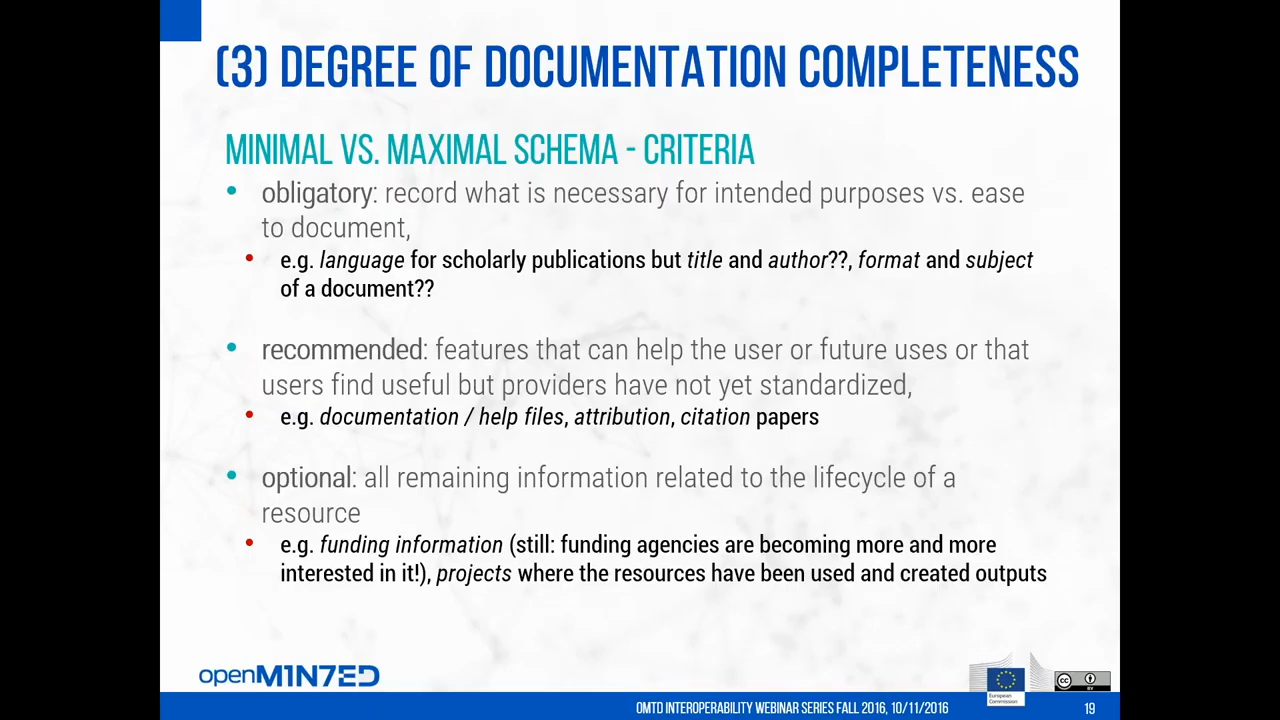 (3) DEGREE OF DOCUMENTATION COMPLETENESS
MINIMAL VS. MAXIMAL SCHEMA - CRITERIA
• obligatory: record what is necessary for intended purposes vs. ease
to document,
• e.g. language for scholarly publications but title and author??, format and subject
of a document??
• recommended: features that can help the user or future uses or that
users find useful but providers have not yet standardized,
• e.g. documentation / help files, attribution, citation papers
• optional: all remaining information related to the lifecycle of a
resource
• e.g. funding information (still: funding agencies are becoming more and more
interested in it!), projects where the resources have been used and created outputs
openM1N7ED
European
Commission
cc
BY
OMTD INTEROPERABILITY WEBINAR SERIES FALL 2016, 10/11/2016
19